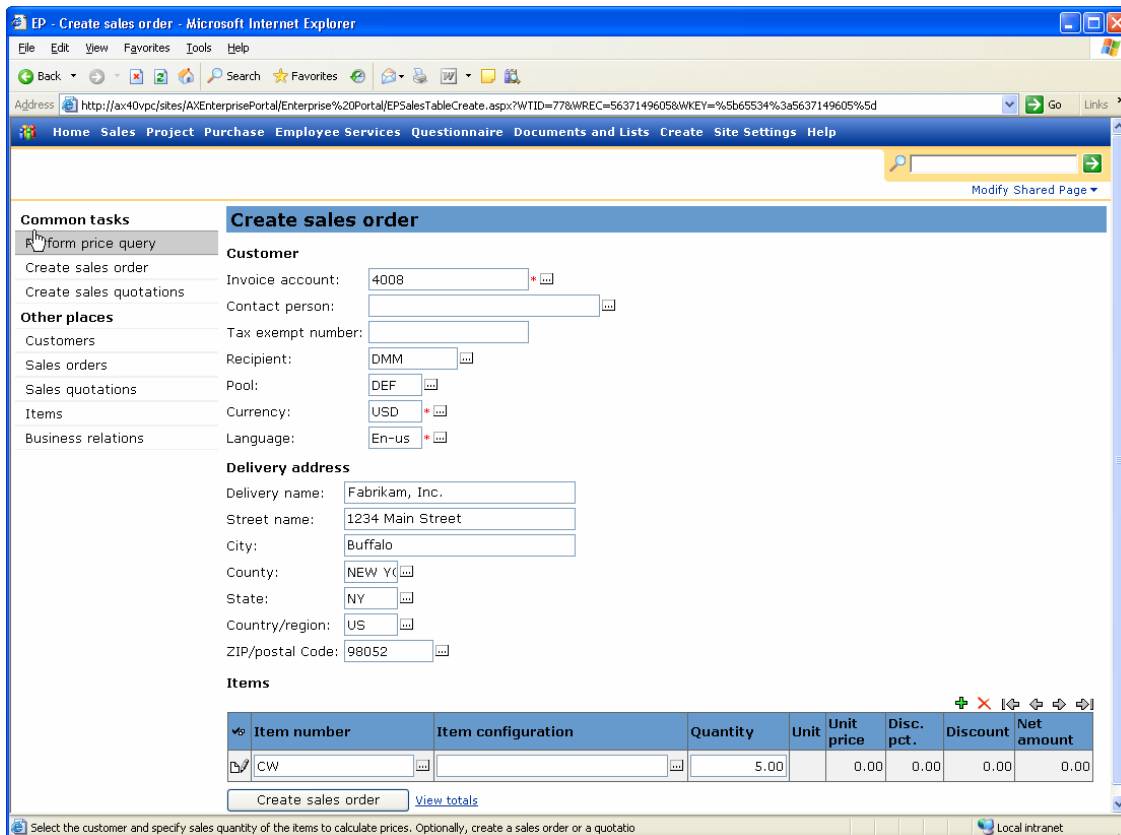 EP - Create sales order - Microsoft Internet Explorer
File Edit View Favorites Tools Help
Back Search Favorites
Address http://ax40vpc/sites/AXEnterprisePortal/Enterprise%20Portal/EPSalesTableCreate.aspx?WTID=77&WREC=5637149605&WKEY=%5b65534%3a5637149605%5d Go Links
Home Sales Project Purchase Employee Services Questionnaire Documents and Lists Create Site Settings Help
Modify Shared Page
Common tasks
Perform price query
Create sales order
Create sales quotations
Other places
Customers
Sales orders
Sales quotations
Items
Business relations
Create sales order
Customer
Invoice account: 4008 *
Contact person:
Tax exempt number:
Recipient: DMM
Pool: DEF
Currency: USD *
Language: En-us *
Delivery address
Delivery name: Fabrikam, Inc.
Street name: 1234 Main Street
City: Buffalo
County: NEW YO
State: NY
Country/region: US
ZIP/postal Code: 98052
Items
Item number Item configuration Quantity Unit Unit price Disc. pct. Discount Net amount
CW 5.00 0.00 0.00 0.00 0.00
Create sales order View totals
Select the customer and specify sales quantity of the items to calculate prices. Optionally, create a sales order or a quotatio Local intranet